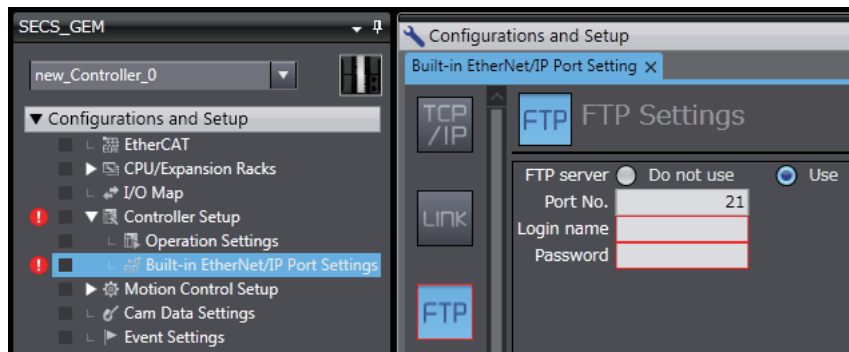 SECS_GEM
new_Controller_0
Configurations and Setup
EtherCAT
CPU/Expansion Racks
I/O Map
Controller Setup
Operation Settings
Built-in EtherNet/IP Port Settings
Motion Control Setup
Cam Data Settings
Event Settings
Configurations and Setup
Built-in EtherNet/IP Port Setting
TCP
/IP
LINK
FTP
FTP FTP Settings
FTP server Do not use Use
Port No. 21
Login name
Password